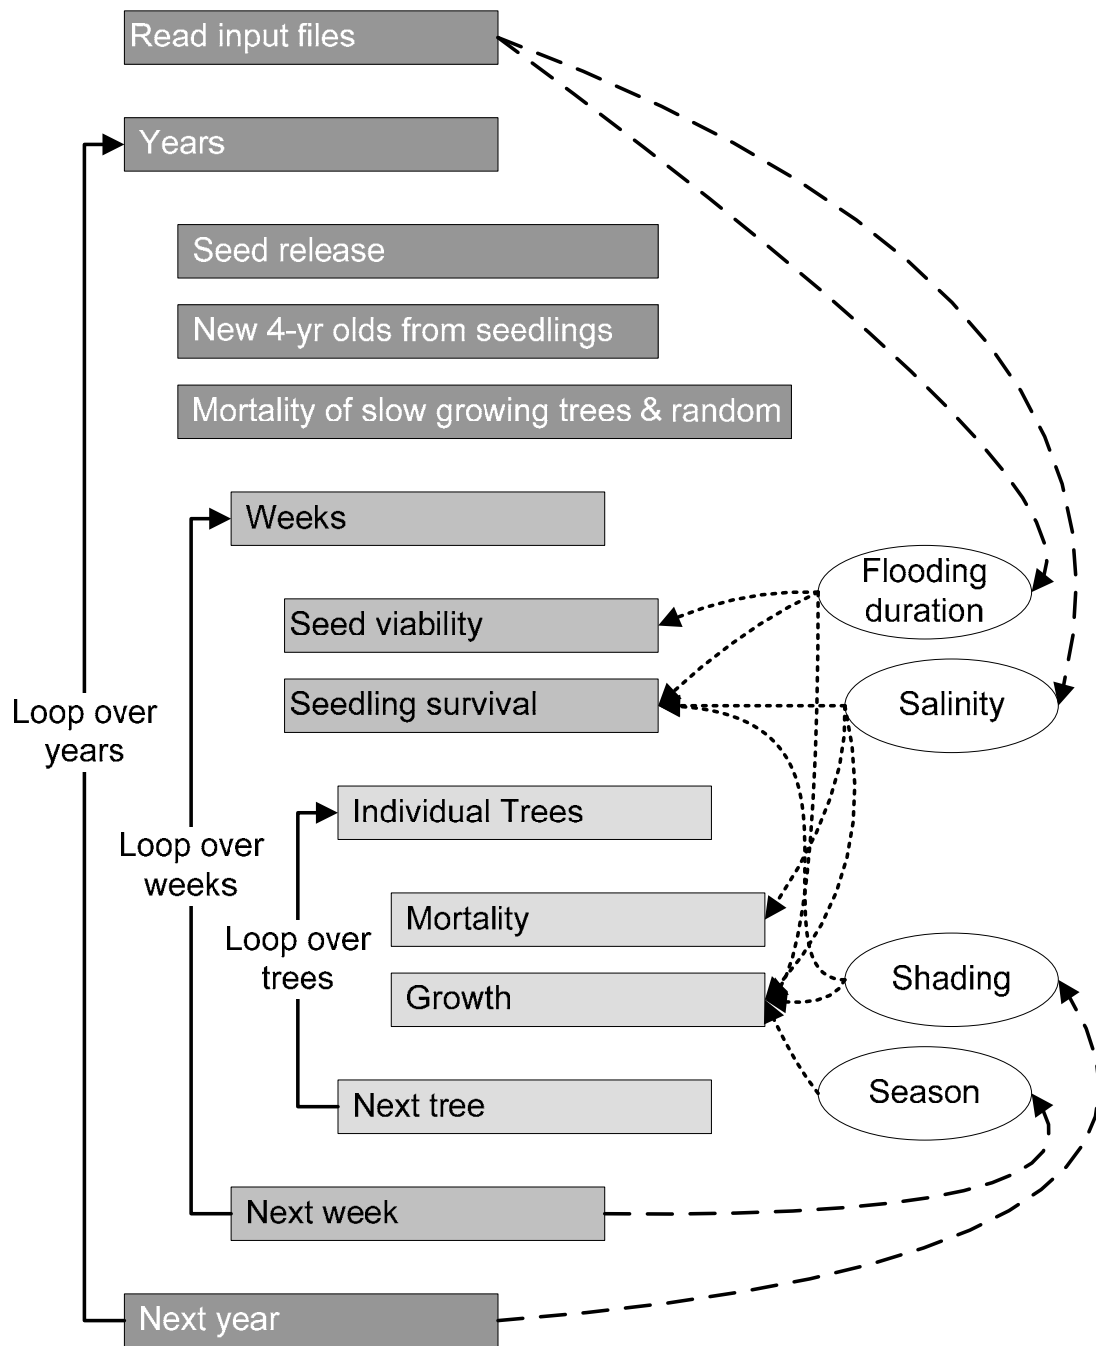 Read input files
Years
Seed release
New 4-yr olds from seedlings
Mortality of slow growing trees & random
Weeks
Flooding
duration
Seed viability
Seedling survival
Salinity
Loop over
years
Individual Trees
Loop over
weeks
Mortality
Loop over
trees
Shading
Growth
Season
Next tree
Next week
Next year